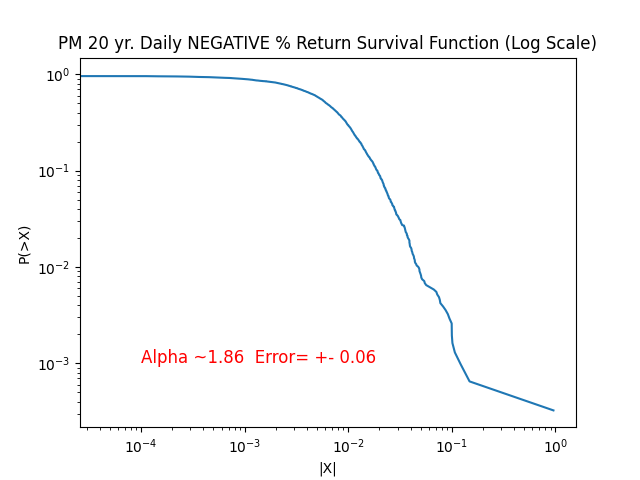 PM 20 yr. Daily NEGATIVE % Return Survival Function (Log Scale)
10⁰
10⁻¹
10⁻²
10⁻³
P(>X)
Alpha ~1.86  Error= +- 0.06
10⁻⁴ 10⁻³ 10⁻² 10⁻¹ 10⁰
|X|